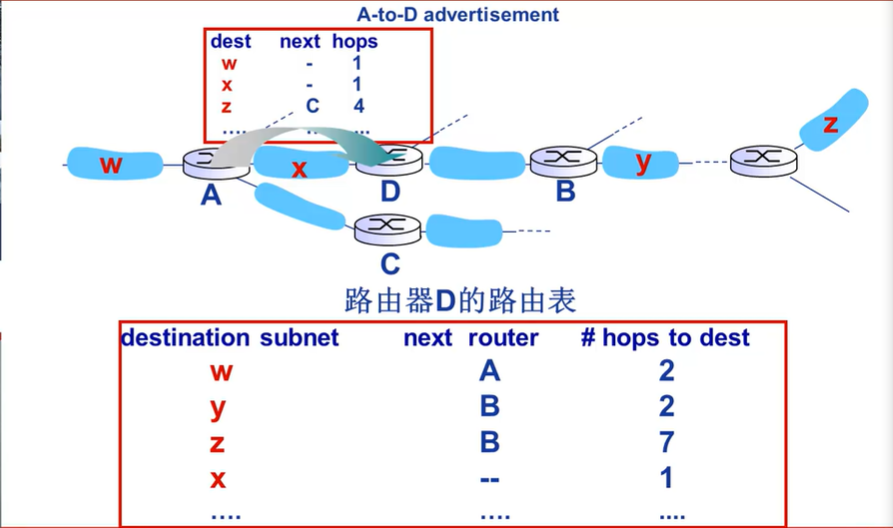 A-to-D advertisement
dest next hops
w - 1
x - 1
z C 4
.... .. ...
w x y z
A D B
C
路由器D的路由表
destination subnet next router # hops to dest
w A 2
y B 2
z B 7
x -- 1
.... .... ....